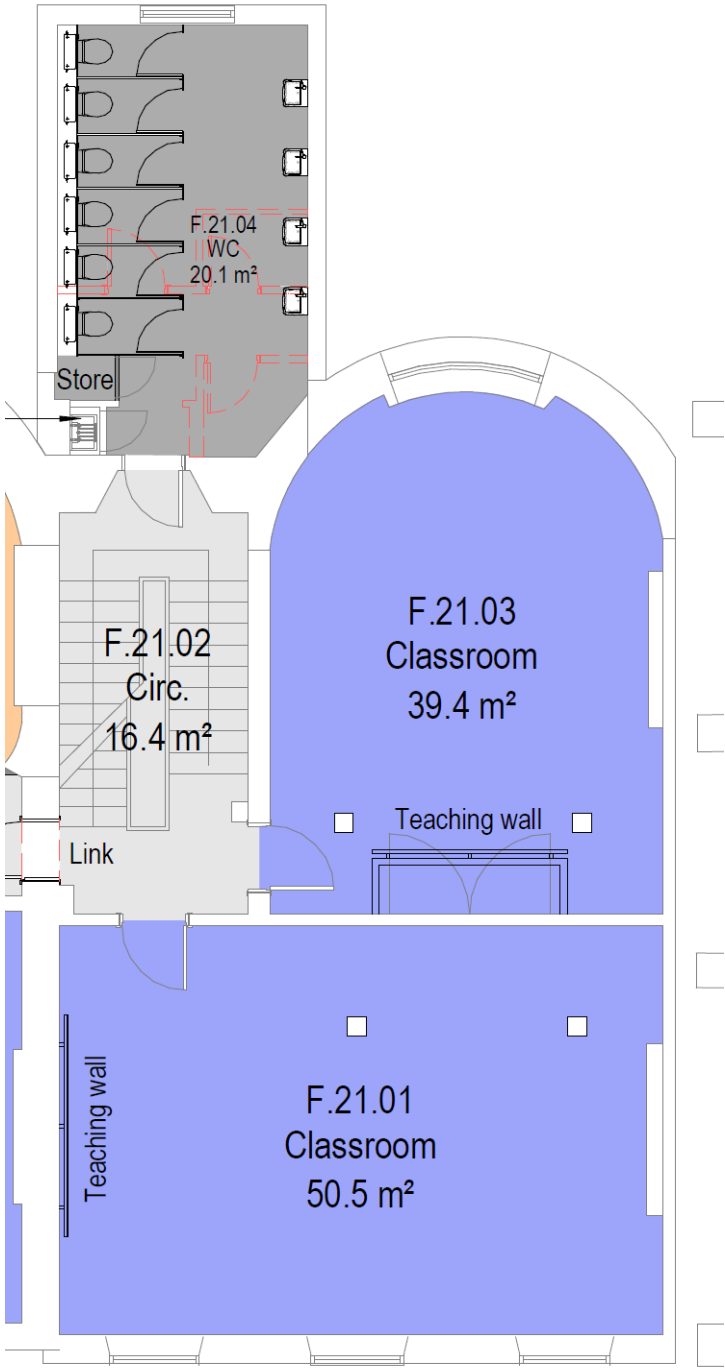 F.21.04
WC
20.1 m²
Store
F.21.03
Classroom
39.4 m²
F.21.02
Circ.
16.4 m²
Teaching wall
Link
Teaching wall
F.21.01
Classroom
50.5 m²